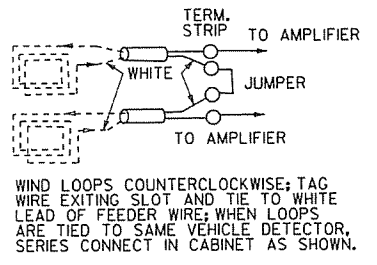 TERM.
STRIP
TO AMPLIFIER
WHITE
JUMPER
TO AMPLIFIER
WIND LOOPS COUNTERCLOCKWISE; TAG
WIRE EXITING SLOT AND TIE TO WHITE
LEAD OF FEEDER WIRE; WHEN LOOPS
ARE TIED TO SAME VEHICLE DETECTOR,
SERIES CONNECT IN CABINET AS SHOWN.